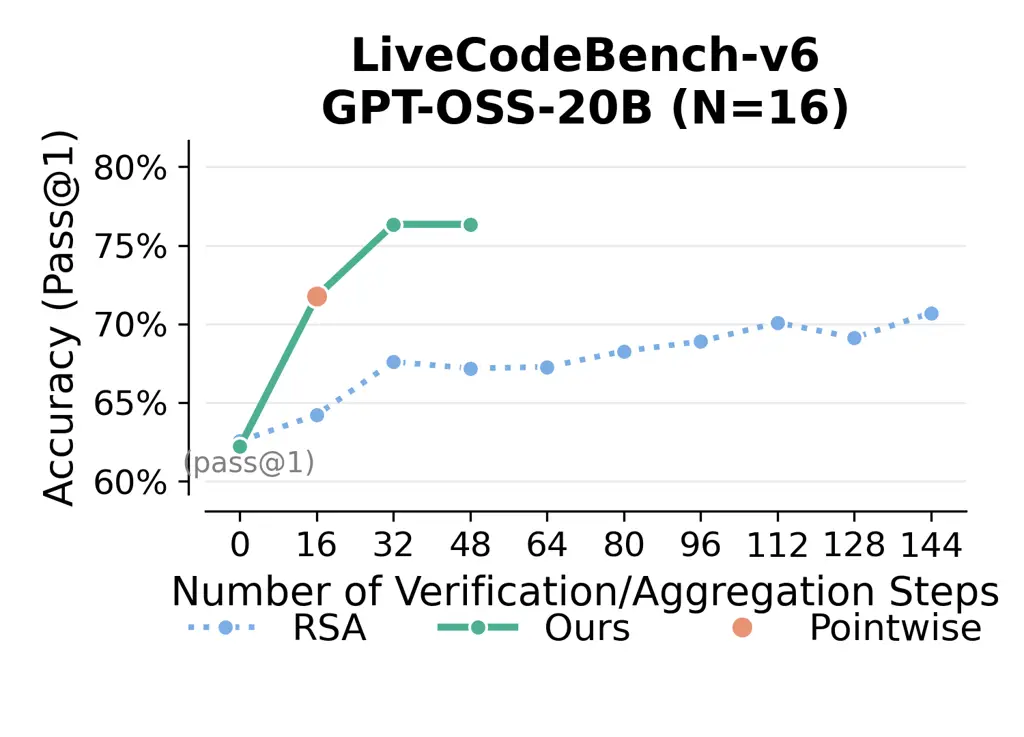 LiveCodeBench-v6
GPT-OSS-20B (N=16)
Accuracy (Pass@1)
80%
75%
70%
65%
60%
(pass@1)
0 16 32 48 64 80 96 112 128 144
Number of Verification/Aggregation Steps
RSA Ours Pointwise